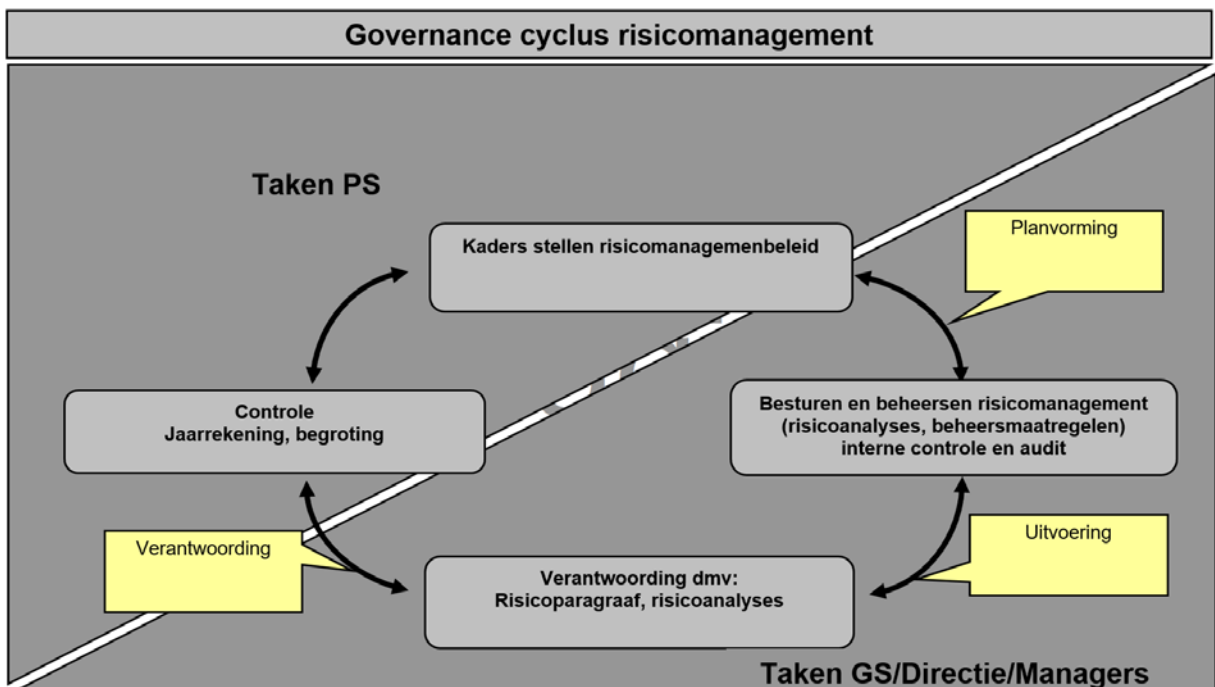 Governance cyclus risicomanagement
Taken PS
Kaders stellen risicomanagemenbeleid
Planvorming
Controle
Jaarrekening, begroting
Besturen en beheersen risicomanagement
(risicoanalyses, beheersmaatregelen)
interne controle en audit
Verantwoording
Verantwoording dmv:
Risicoparagraaf, risicoanalyses
Uitvoering
Taken GS/Directie/Managers